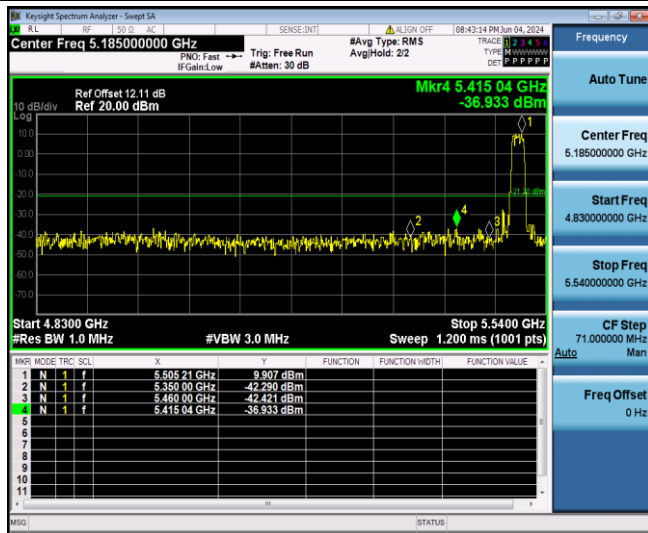 Keysight Spectrum Analyzer - Swept SA
RL RF 50 Ω AC SENSE:INT ALIGN OFF 08:43:14 PM Jun 04, 2024
Center Freq 5.185000000 GHz
PNO: Fast
IFGain:Low
Trig: Free Run
#Atten: 30 dB
#Avg Type: RMS
Avg|Hold: 2/2
TRACE 1 2 3 4 5 6
TYPE M W W W W W
DET P P P P P P
Ref Offset 12.11 dB
Ref 20.00 dBm
10 dB/div
Log
Mkr4 5.415 04 GHz
-36.933 dBm
10.0
0.00
-10.0
-20.0
-30.0
-40.0
-50.0
-60.0
-70.0
1
2
3
4
Start 4.8300 GHz
Stop 5.5400 GHz
#Res BW 1.0 MHz
#VBW 3.0 MHz
Sweep 1.200 ms (1001 pts)
MKR MODE TRC SCL X Y FUNCTION FUNCTION WIDTH FUNCTION VALUE
1 N 1 f 5.505 21 GHz 9.907 dBm
2 N 1 f 5.350 00 GHz -42.290 dBm
3 N 1 f 5.460 00 GHz -42.421 dBm
4 N 1 f 5.415 04 GHz -36.933 dBm
5
6
7
8
9
10
11
MSG
STATUS
Frequency
Auto Tune
Center Freq
5.185000000 GHz
Start Freq
4.830000000 GHz
Stop Freq
5.540000000 GHz
CF Step
71.000000 MHz
Auto Man
Freq Offset
0 Hz